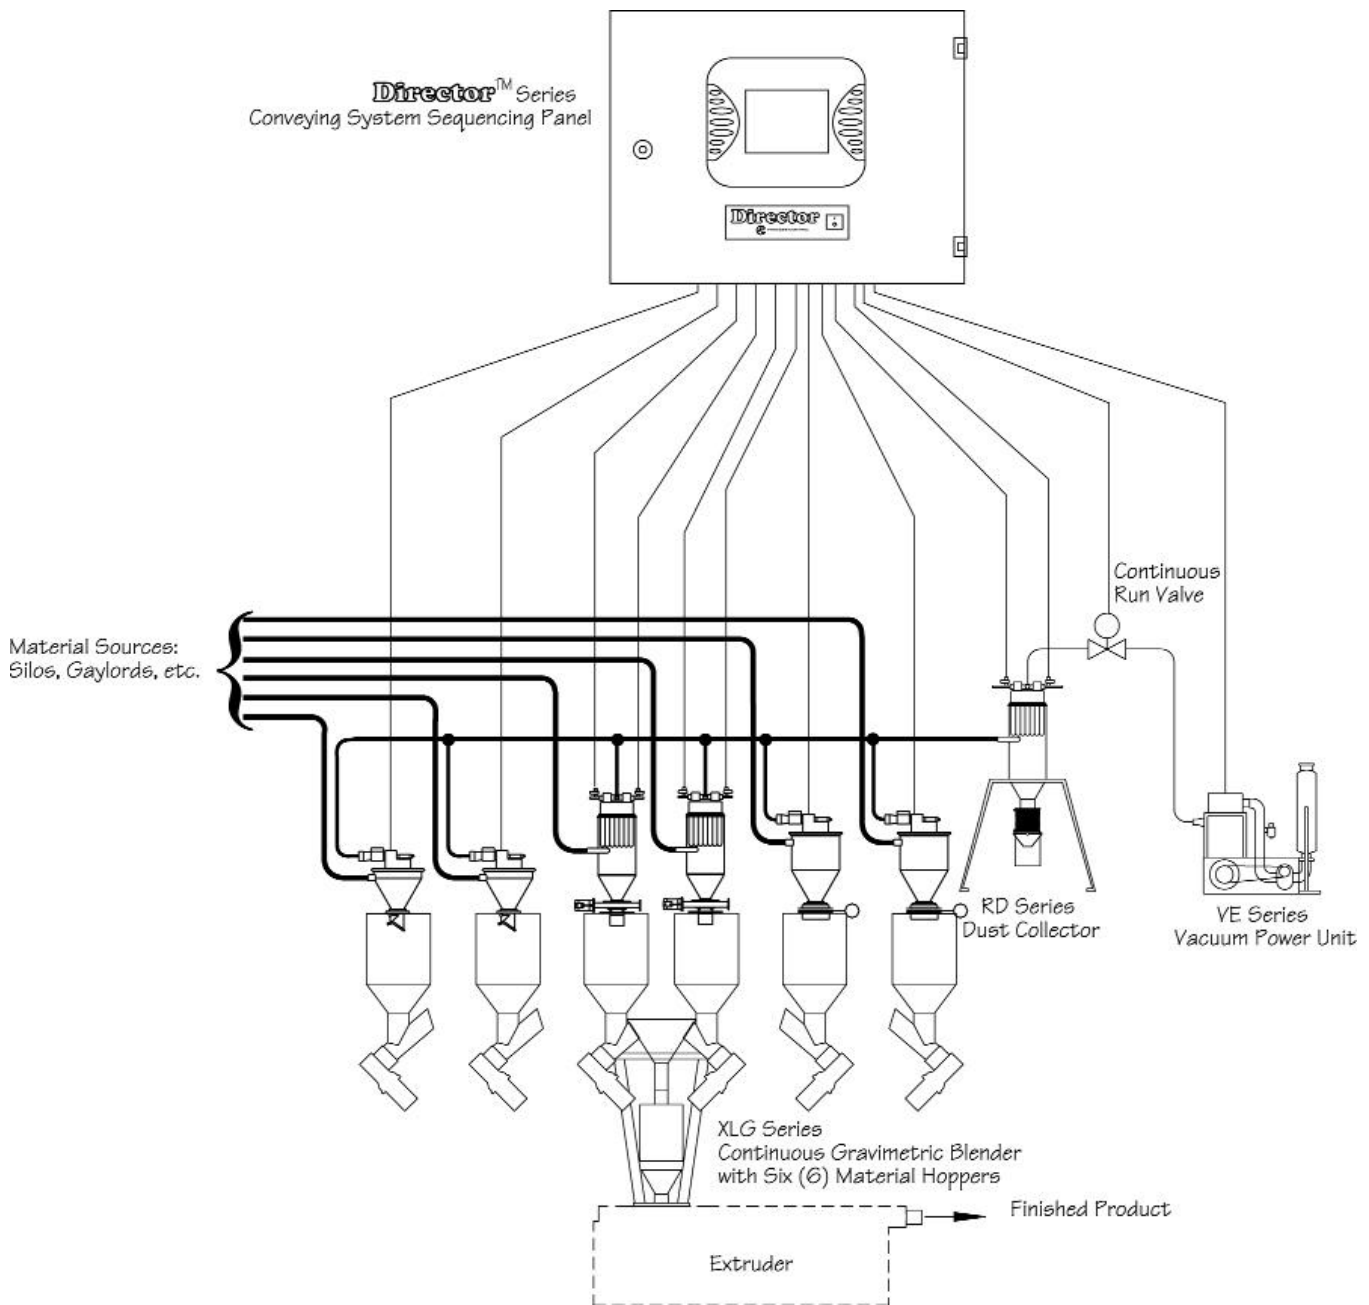 Director™ Series
Conveying System Sequencing Panel
Director
Continuous
Run Valve
Material Sources:
Silos, Gaylords, etc.
RD Series
Dust Collector
VE Series
Vacuum Power Unit
XLG Series
Continuous Gravimetric Blender
with Six (6) Material Hoppers
Finished Product
Extruder